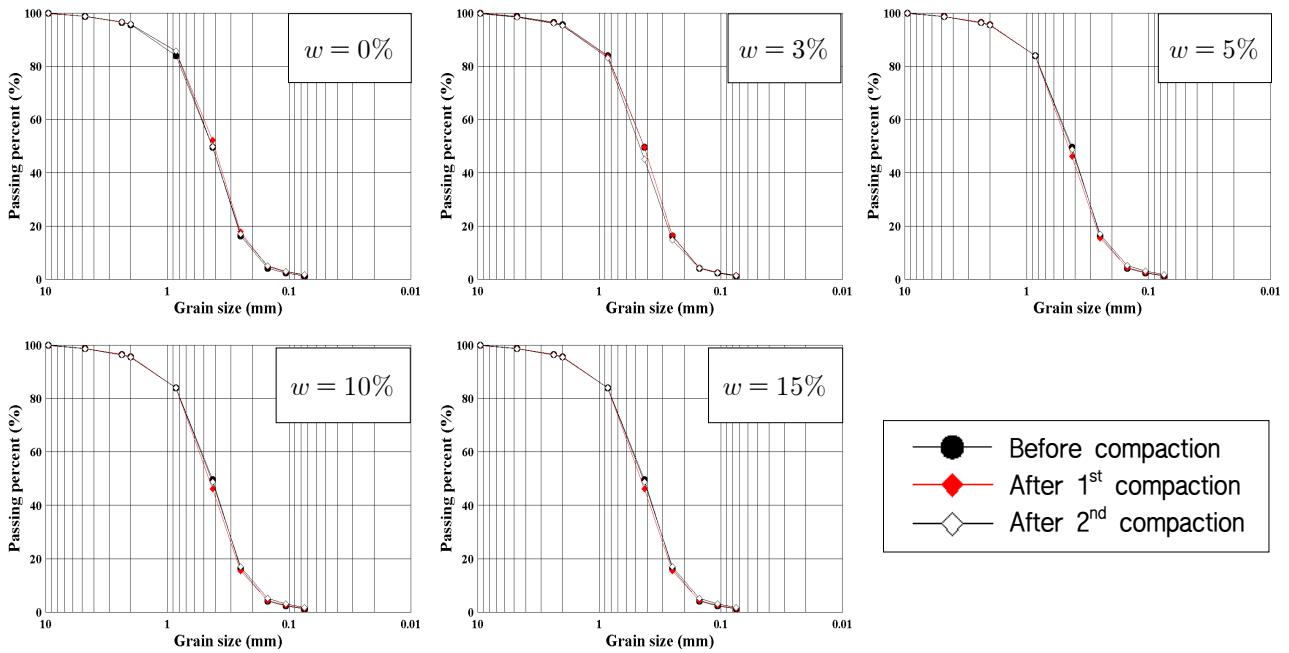 100
80
60
40
20
0
Passing percent (%)
w = 0%
10
1
0.1
0.01
Grain size (mm)
100
80
60
40
20
0
Passing percent (%)
w = 3%
10
1
0.1
0.01
Grain size (mm)
100
80
60
40
20
0
Passing percent (%)
w = 5%
10
1
0.1
0.01
Grain size (mm)
100
80
60
40
20
0
Passing percent (%)
w = 10%
10
1
0.1
0.01
Grain size (mm)
100
80
60
40
20
0
Passing percent (%)
w = 15%
10
1
0.1
0.01
Grain size (mm)
Before compaction
After 1st compaction
After 2nd compaction